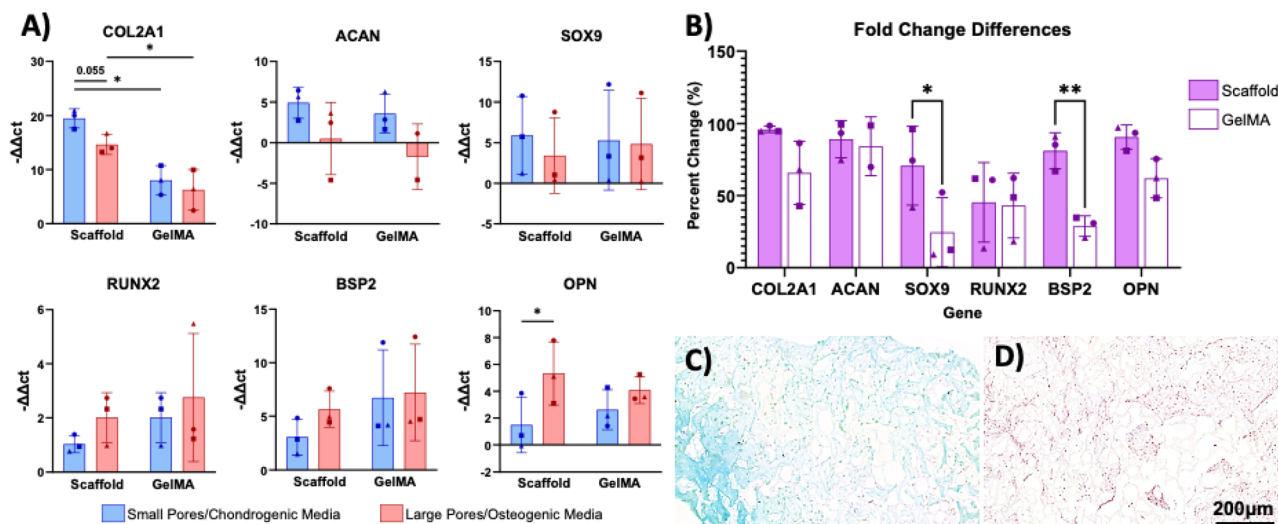 A)
COL2A1
-ΔΔct
30
20
10
0
0.055
*
*
Scaffold GelMA
ACAN
-ΔΔct
10
5
0
-5
-10
Scaffold GelMA
SOX9
-ΔΔct
15
10
5
0
-5
Scaffold GelMA
RUNX2
-ΔΔct
6
4
2
0
Scaffold GelMA
BSP2
-ΔΔct
15
10
5
0
Scaffold GelMA
OPN
-ΔΔct
10
8
6
4
2
0
-2
*
Scaffold GelMA
Small Pores/Chondrogenic Media Large Pores/Osteogenic Media
B)
Fold Change Differences
Percent Change (%)
150
100
50
0
*
**
COL2A1 ACAN SOX9 RUNX2 BSP2 OPN
Gene
Scaffold
GelMA
C)
D)
200μm